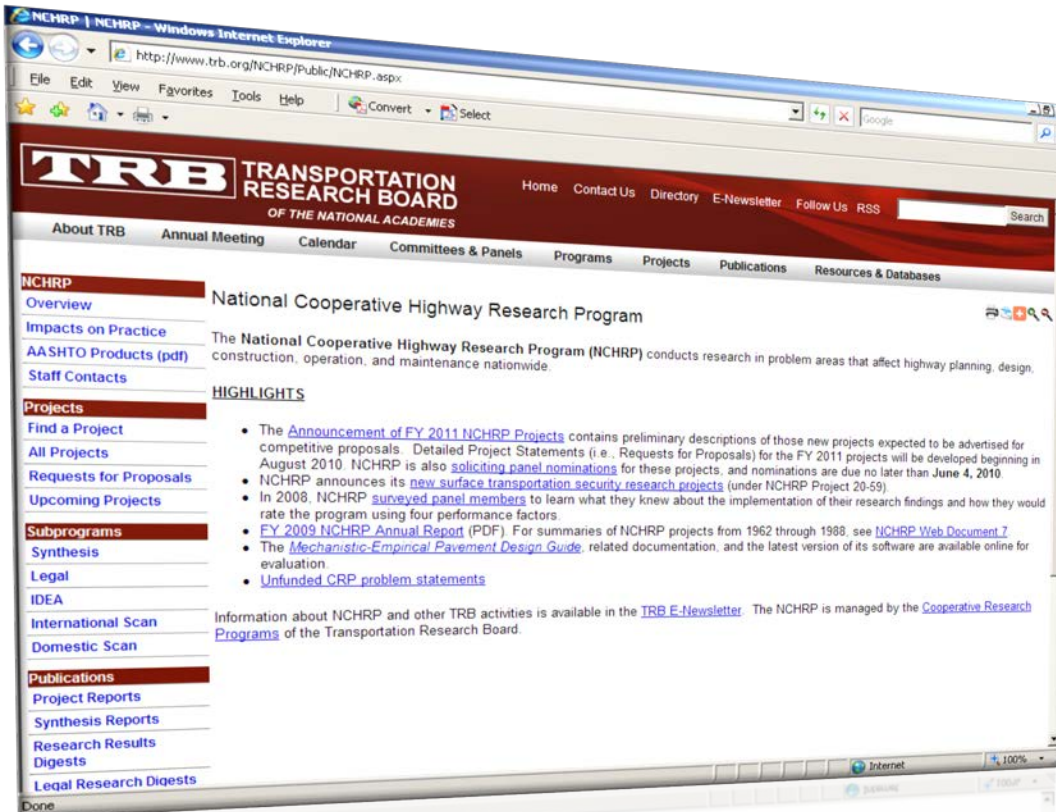 NCHRP | NCHRP - Windows Internet Explorer
http://www.trb.org/NCHRP/Public/NCHRP.aspx
File Edit View Favorites Tools Help Convert Select
Google
TRB TRANSPORTATION
RESEARCH BOARD
OF THE NATIONAL ACADEMIES
Home Contact Us Directory E-Newsletter Follow Us RSS Search
About TRB Annual Meeting Calendar Committees & Panels Programs Projects Publications Resources & Databases
NCHRP
Overview
Impacts on Practice
AASHTO Products (pdf)
Staff Contacts
Projects
Find a Project
All Projects
Requests for Proposals
Upcoming Projects
Subprograms
Synthesis
Legal
IDEA
International Scan
Domestic Scan
Publications
Project Reports
Synthesis Reports
Research Results
Digests
Legal Research Digests
National Cooperative Highway Research Program
The National Cooperative Highway Research Program (NCHRP) conducts research in problem areas that affect highway planning, design,
construction, operation, and maintenance nationwide.
HIGHLIGHTS
• The Announcement of FY 2011 NCHRP Projects contains preliminary descriptions of those new projects expected to be advertised for
competitive proposals. Detailed Project Statements (i.e., Requests for Proposals) for the FY 2011 projects will be developed beginning in
August 2010. NCHRP is also soliciting panel nominations for these projects, and nominations are due no later than June 4, 2010.
• NCHRP announces its new surface transportation security research projects (under NCHRP Project 20-59).
• In 2008, NCHRP surveyed panel members to learn what they knew about the implementation of their research findings and how they would
rate the program using four performance factors.
• FY 2009 NCHRP Annual Report (PDF). For summaries of NCHRP projects from 1962 through 1988, see NCHRP Web Document 7.
• The Mechanistic-Empirical Pavement Design Guide, related documentation, and the latest version of its software are available online for
evaluation.
• Unfunded CRP problem statements
Information about NCHRP and other TRB activities is available in the TRB E-Newsletter. The NCHRP is managed by the Cooperative Research
Programs of the Transportation Research Board.
Done Internet 100%